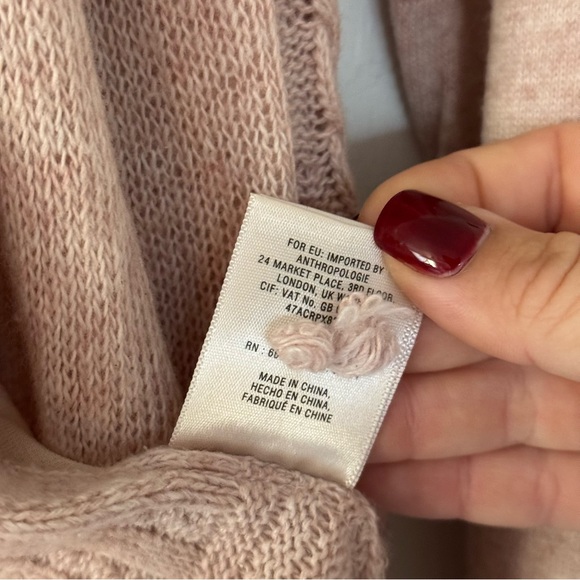 FOR EU: IMPORTED BY
ANTHROPOLOGIE
24 MARKET PLACE, 3RD FLOOR,
LONDON, UK
CIF: VAT No. GB
RN :
MADE IN CHINA,
HECHO EN CHINA,
FABRIQUÉ EN CHINE